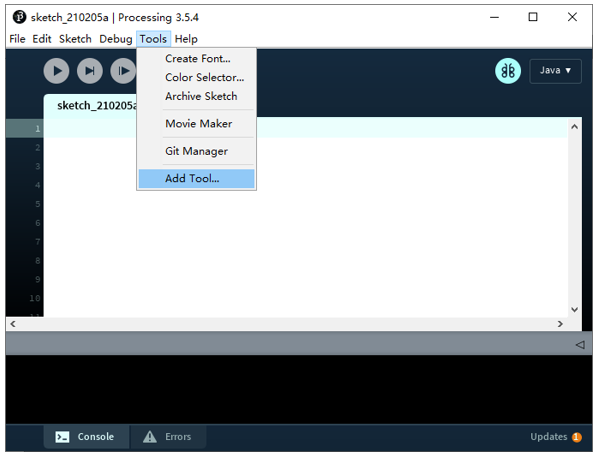 sketch_210205a | Processing 3.5.4
File Edit Sketch Debug Tools Help
Create Font...
Color Selector...
Archive Sketch
Movie Maker
Git Manager
Add Tool...
Java ▾
sketch_210205a
1
2
3
4
5
6
7
8
9
10
Console
Errors
Updates 1